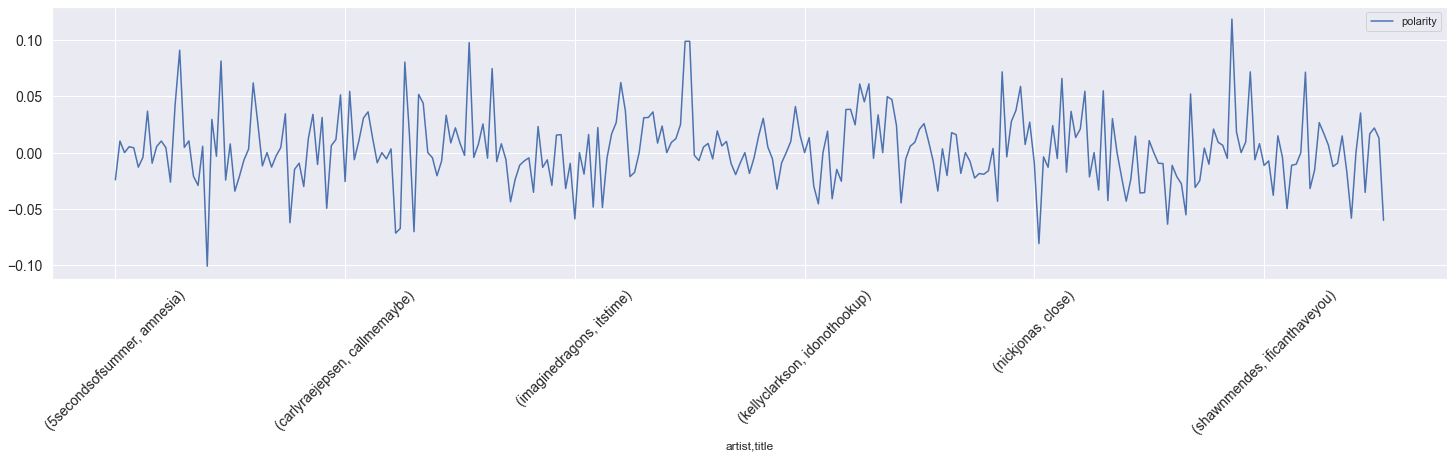 polarity
0.10
0.05
0.00
−0.05
−0.10
(5secondsofsummer, amnesia)
(carlyraejepsen, callmemaybe)
(imaginedragons, itstime)
(kellyclarkson, idonothookup)
(nickjonas, close)
(shawnmendes, ificanthaveyou)
artist,title